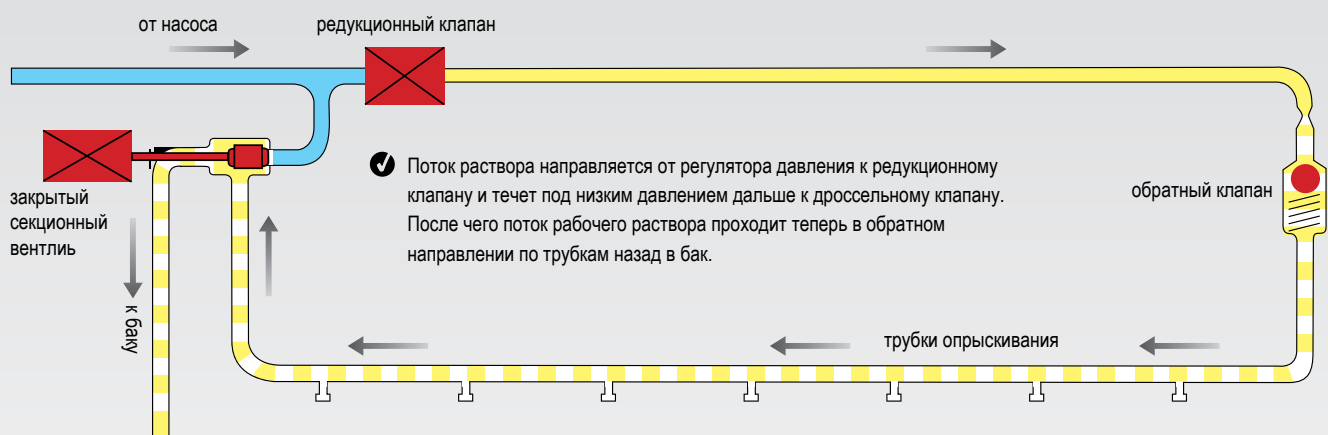 от насоса
редукционный клапан
закрытый
секционный
вентлиь
к баку
Поток раствора направляется от регулятора давления к редукционному
клапану и течет под низким давлением дальше к дроссельному клапану.
После чего поток рабочего раствора проходит теперь в обратном
направлении по трубкам назад в бак.
обратный клапан
трубки опрыскивания